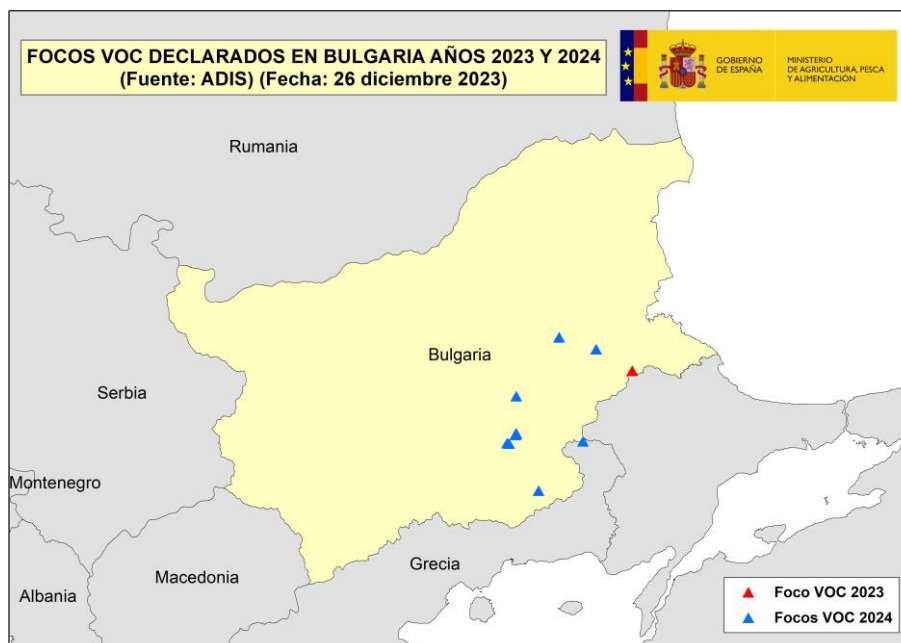 FOCOS VOC DECLARADOS EN BULGARIA AÑOS 2023 Y 2024
(Fuente: ADIS) (Fecha: 26 diciembre 2023)
GOBIERNO
DE ESPAÑA
MINISTERIO
DE AGRICULTURA, PESCA
Y ALIMENTACIÓN
Rumania
Bulgaria
Serbia
Montenegro
Macedonia
Grecia
Albania
Foco VOC 2023
Focos VOC 2024